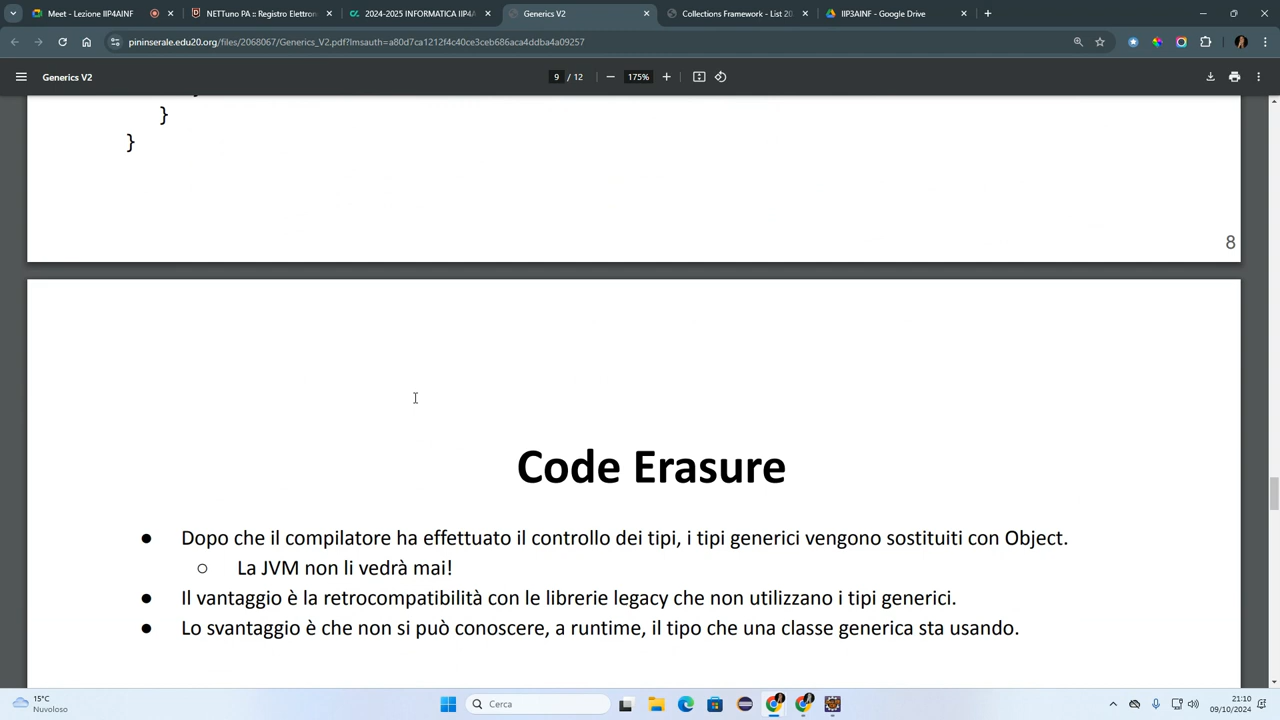 Meet - Lezione IIP4AINF
NETTuno PA :: Registro Elettron
2024-2025 INFORMATICA IIP4A
Generics V2
Collections Framework - List 20
IIP3AINF - Google Drive
pininserale.edu20.org/files/2068067/Generics_V2.pdf?lmsauth=a80d7ca1212f4c40ce3ceb686aca4ddba4a09257
Generics V2
9 / 12
175%
}
}
8
Code Erasure
● Dopo che il compilatore ha effettuato il controllo dei tipi, i tipi generici vengono sostituiti con Object.
○ La JVM non li vedrà mai!
● Il vantaggio è la retrocompatibilità con le librerie legacy che non utilizzano i tipi generici.
● Lo svantaggio è che non si può conoscere, a runtime, il tipo che una classe generica sta usando.
15°C
Nuvoloso
Cerca
21:10
09/10/2024